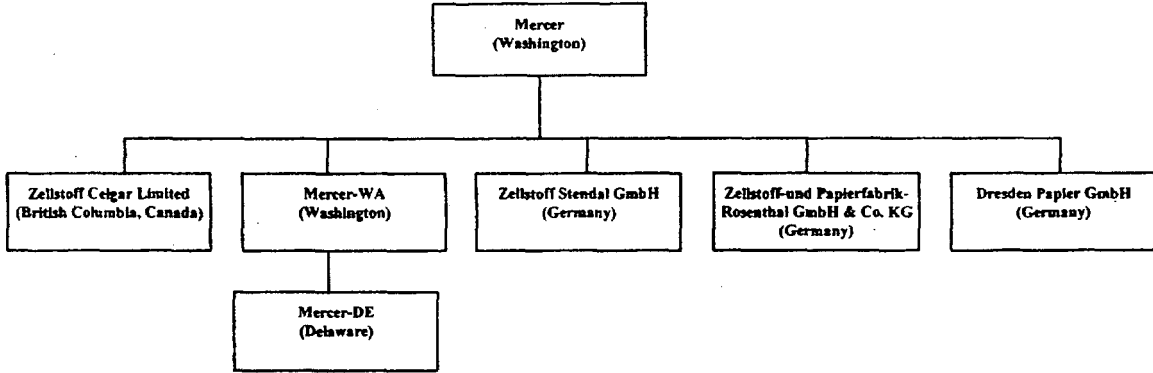 Mercer
(Washington)
Zellstoff Celgar Limited
(British Columbia, Canada)
Mercer-WA
(Washington)
Zellstoff Stendal GmbH
(Germany)
Zellstoff-und Papierfabrik-
Rosenthal GmbH & Co. KG
(Germany)
Dresden Papier GmbH
(Germany)
Mercer-DE
(Delaware)